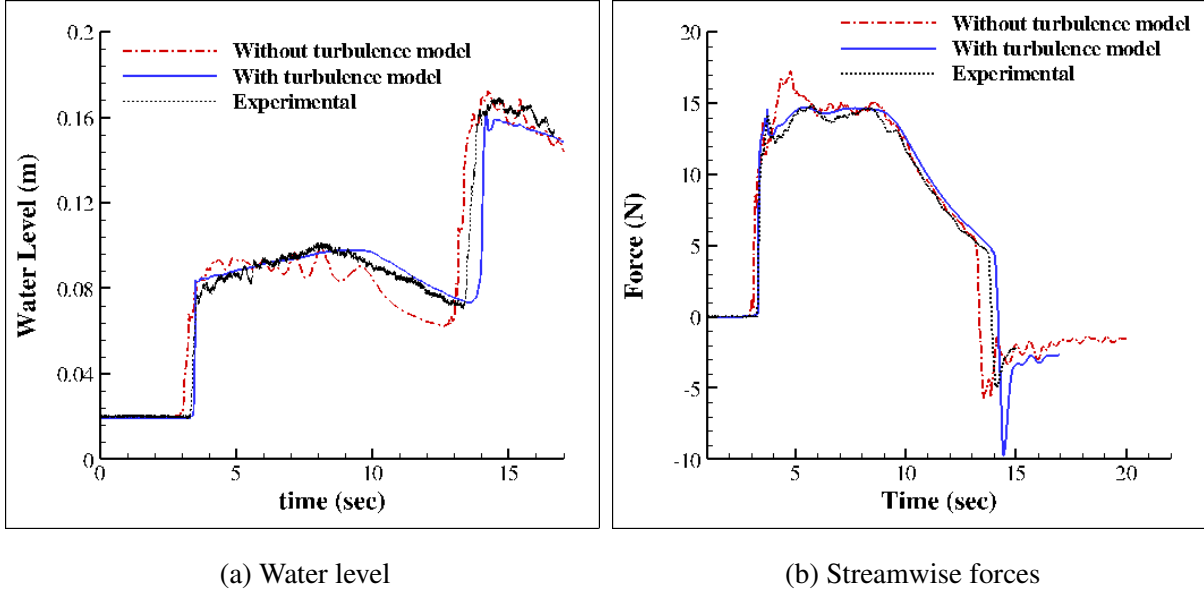 0.2
0.16
0.12
0.08
0.04
0
Water Level (m)
Without turbulence model
With turbulence model
Experimental
0 5 10 15
time (sec)
20
15
10
5
0
-5
-10
Force (N)
Without turbulence model
With turbulence model
Experimental
5 10 15 20
Time (sec)
(a) Water level
(b) Streamwise forces